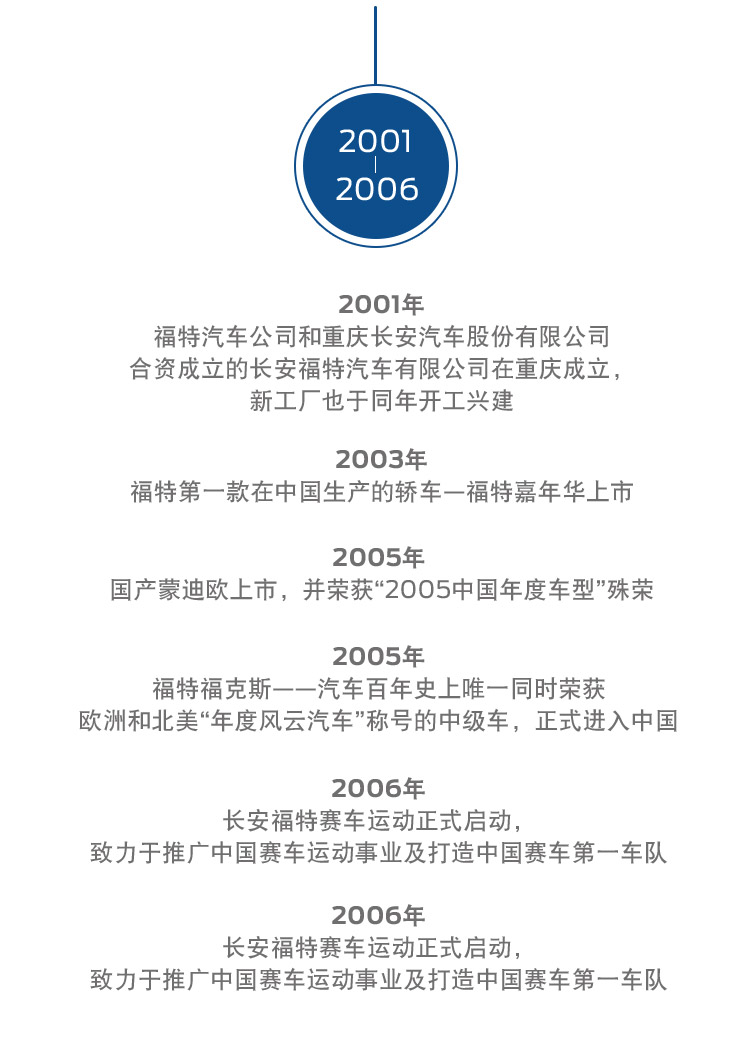 2001
2006
2001年
福特汽车公司和重庆长安汽车股份有限公司
合资成立的长安福特汽车有限公司在重庆成立，
新工厂也于同年开工兴建
2003年
福特第一款在中国生产的轿车—福特嘉年华上市
2005年
国产蒙迪欧上市，并荣获“2005中国年度车型”殊荣
2005年
福特福克斯——汽车百年史上唯一同时荣获
欧洲和北美“年度风云汽车”称号的中级车，正式进入中国
2006年
长安福特赛车运动正式启动，
致力于推广中国赛车运动事业及打造中国赛车第一车队
2006年
长安福特赛车运动正式启动，
致力于推广中国赛车运动事业及打造中国赛车第一车队